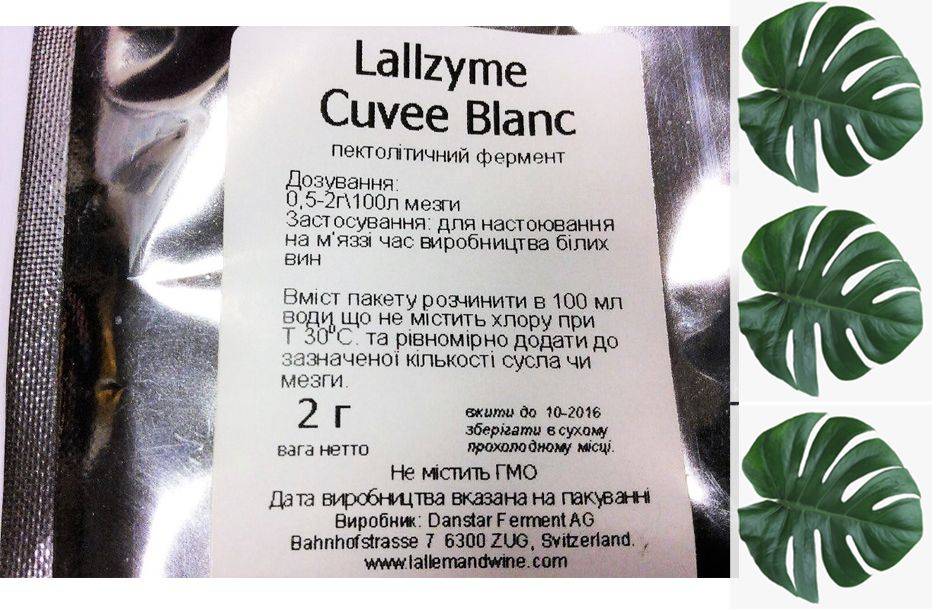 Lallzyme
Cuvee Blanc
пектолітичний фермент
Дозування:
0,5-2г\100л мезги
Застосування: для настоювання
на м'яззі час виробництва білих
вин
Вміст пакету розчинити в 100 мл
води що не містить хлору при
Т 30°С. та рівномірно додати до
зазначеної кількості сусла чи
мезги.
2 г
вага нетто
вжити до 10-2016
зберігати в сухому
прохолодному місці.
Не містить ГМО
Дата виробництва вказана на пакуванні
Виробник: Danstar Ferment AG
Bahnhofstrasse 7 6300 ZUG, Svitzerland.
www.lallemandwine.com